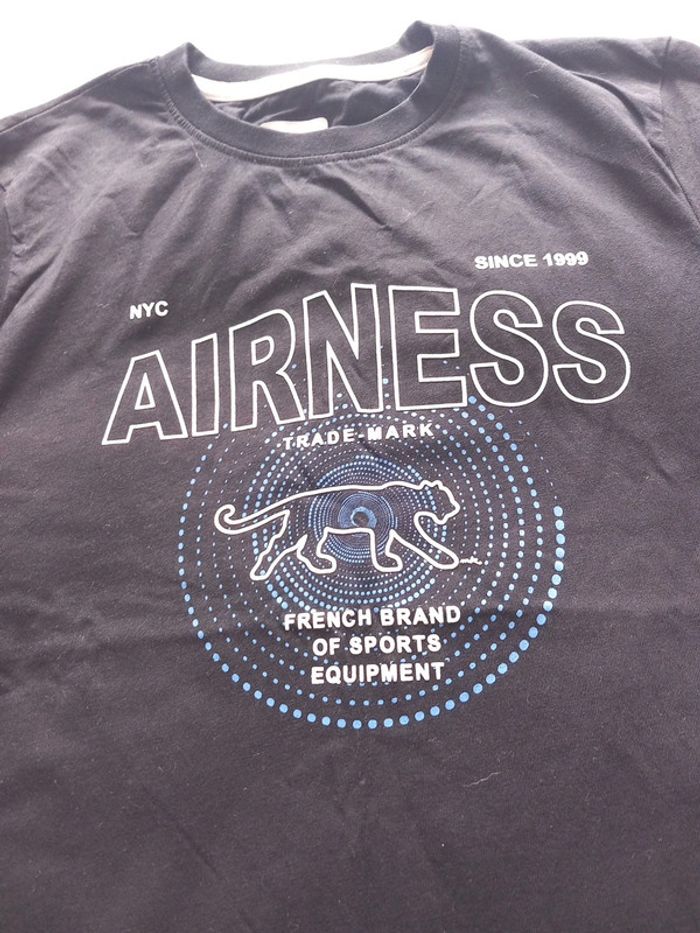 SINCE 1999
NYC
AIRNESS
TRADE-MARK
FRENCH BRAND
OF SPORTS
EQUIPMENT